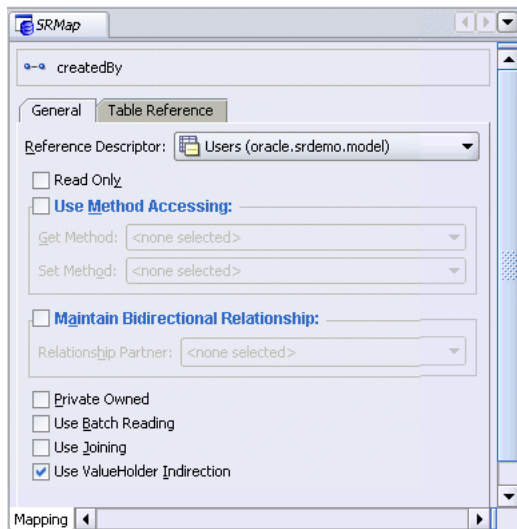 SRMap
createdBy
General Table Reference
Reference Descriptor: Users (oracle.srdemo.model)
Read Only
Use Method Accessing:
Get Method: <none selected>
Set Method: <none selected>
Maintain Bidirectional Relationship:
Relationship Partner: <none selected>
Private Owned
Use Batch Reading
Use Joining
Use ValueHolder Indirection
Mapping